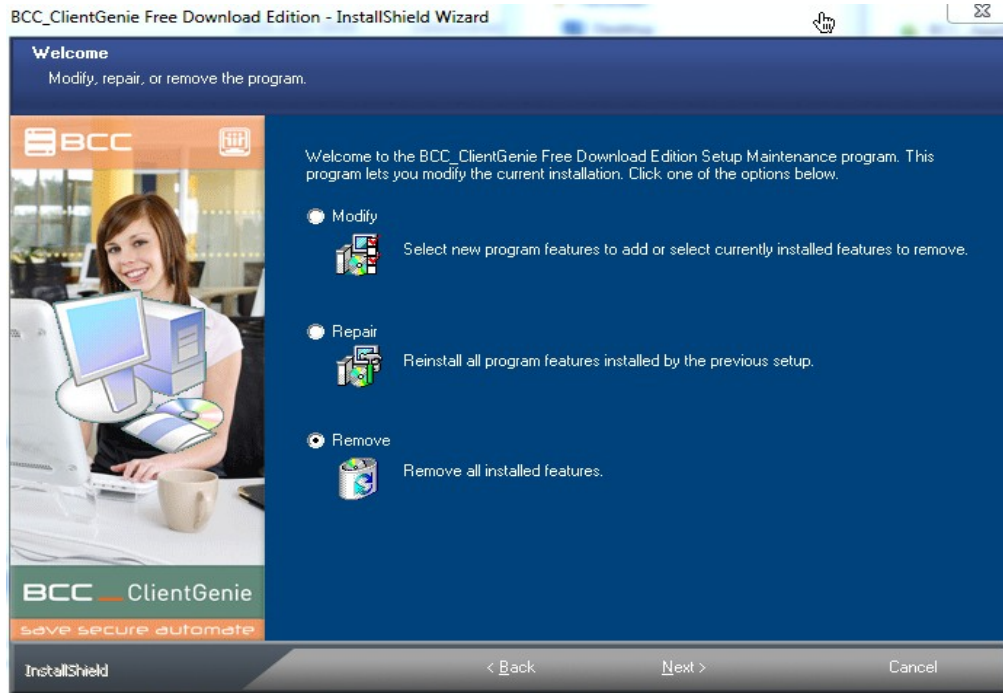 BCC_ClientGenie Free Download Edition - InstallShield Wizard
Welcome
Modify, repair, or remove the program.
BCC
Welcome to the BCC_ClientGenie Free Download Edition Setup Maintenance program. This
program lets you modify the current installation. Click one of the options below.
Modify
Select new program features to add or select currently installed features to remove.
Repair
Reinstall all program features installed by the previous setup.
Remove
Remove all installed features.
BCC_ClientGenie
save secure automate
InstallShield
< Back
Next >
Cancel